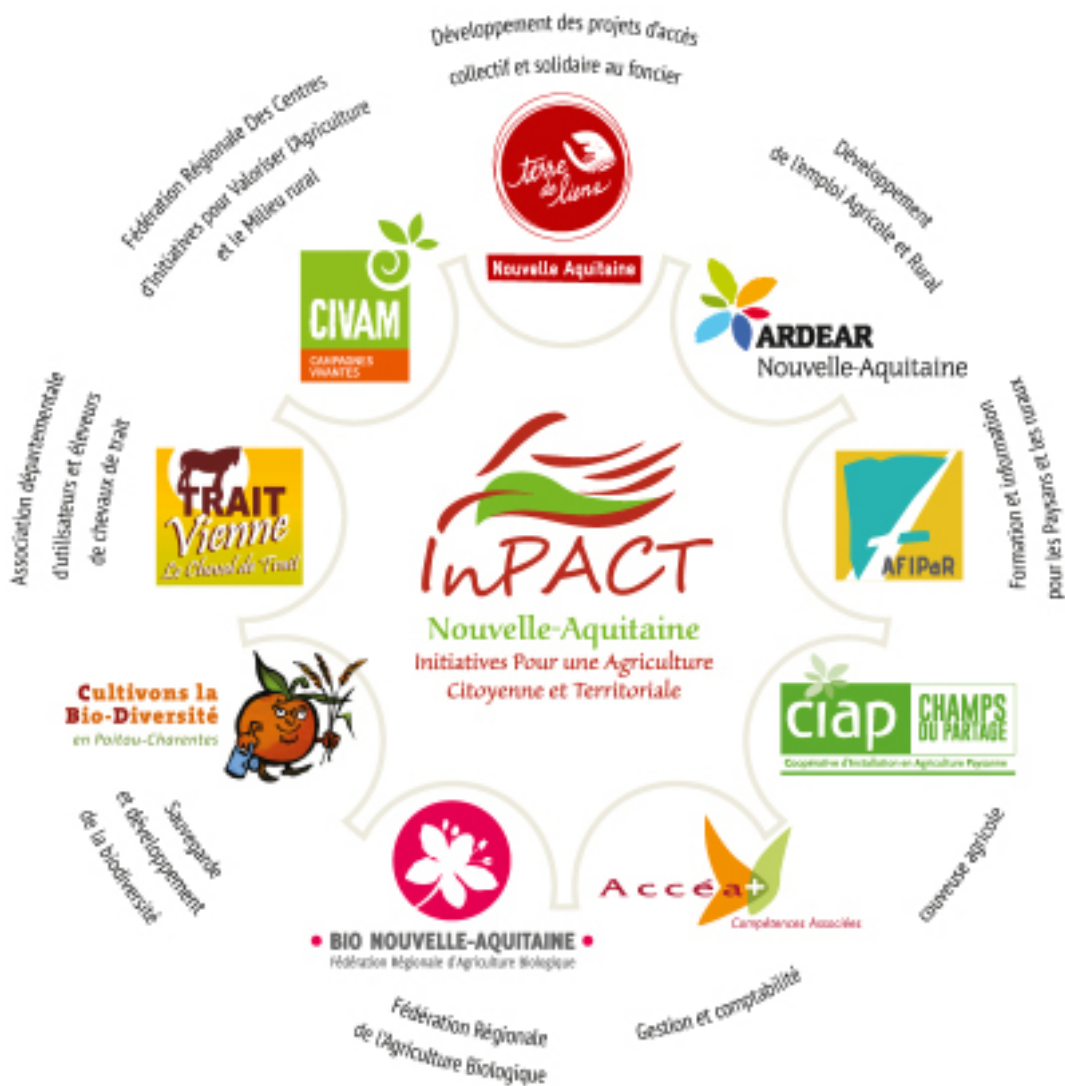 Développement des projets d'accès
collectif et solidaire au foncier
terre
de liens
Nouvelle Aquitaine
Développement
de l'emploi Agricole et Rural
ARDEAR
Nouvelle-Aquitaine
Formation et information
pour les Paysans et les ruraux
AFIPaR
ciap
CHAMPS
DU PARTAGE
Coopérative d'Installation en Agriculture Paysanne
couveuse agricole
Accéa+
Compétences Associées
Gestion et comptabilité
• BIO NOUVELLE-AQUITAINE •
Fédération Régionale d'Agriculture Biologique
Fédération Régionale
de l'Agriculture Biologique
Cultivons la
Bio-Diversité
en Poitou-Charentes
Sauvegarde
et développement
de la biodiversité
TRAIT
Vienne
Le Cheval de Trait
Association départementale
d'utilisateurs et éleveurs
de chevaux de trait
CIVAM
CAMPAGNES
VIVANTES
Fédération Régionale Des Centres
d'Initiatives pour Valoriser l'Agriculture
et le Milieu rural
InPACT
Nouvelle-Aquitaine
Initiatives Pour une Agriculture
Citoyenne et Territoriale